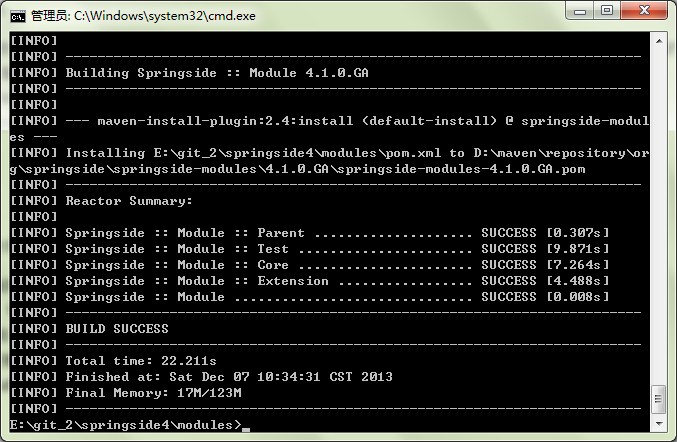 管理员: C:\Windows\system32\cmd.exe
[INFO]
[INFO] ------------------------------------------------------------------------
[INFO] Building Springside :: Module 4.1.0.GA
[INFO] ------------------------------------------------------------------------
[INFO]
[INFO] --- maven-install-plugin:2.4:install (default-install) @ springside-modul
es ---
[INFO] Installing E:\git_2\springside4\modules\pom.xml to D:\maven\repository\or
g\springside\springside-modules\4.1.0.GA\springside-modules-4.1.0.GA.pom
[INFO] ------------------------------------------------------------------------
[INFO] Reactor Summary:
[INFO]
[INFO] Springside :: Module :: Parent .................... SUCCESS [0.307s]
[INFO] Springside :: Module :: Test ...................... SUCCESS [9.871s]
[INFO] Springside :: Module :: Core ...................... SUCCESS [7.264s]
[INFO] Springside :: Module :: Extension ................. SUCCESS [4.488s]
[INFO] Springside :: Module .............................. SUCCESS [0.008s]
[INFO] ------------------------------------------------------------------------
[INFO] BUILD SUCCESS
[INFO] ------------------------------------------------------------------------
[INFO] Total time: 22.211s
[INFO] Finished at: Sat Dec 07 10:34:31 CST 2013
[INFO] Final Memory: 17M/123M
[INFO] ------------------------------------------------------------------------
E:\git_2\springside4\modules>